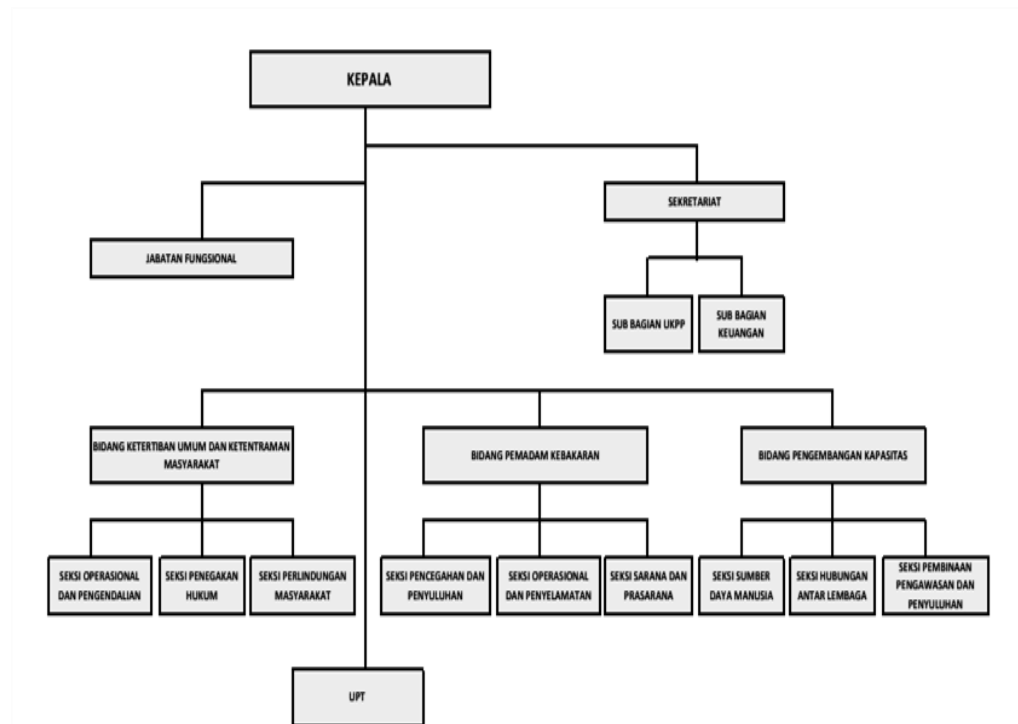 KEPALA
SEKRETARIAT
JABATAN FUNGSIONAL
SUB BAGIAN UKPP
SUB BAGIAN
KEUANGAN
BIDANG KETERTIBAN UMUM DAN KETENTRAMAN
MASYARAKAT
BIDANG PEMADAM KEBAKARAN
BIDANG PENGEMBANGAN KAPASITAS
SEKSI OPERASIONAL
DAN PENGENDALIAN
SEKSI PENEGAKAN
HUKUM
SEKSI PERLINDUNGAN
MASYARAKAT
SEKSI PENCEGAHAN DAN
PENYULUHAN
SEKSI OPERASIONAL
DAN PENYELAMATAN
SEKSI SARANA DAN
PRASARANA
SEKSI SUMBER
DAYA MANUSIA
SEKSI HUBUNGAN
ANTAR LEMBAGA
SEKSI PEMBINAAN
PENGAWASAN DAN
PENYULUHAN
UPT